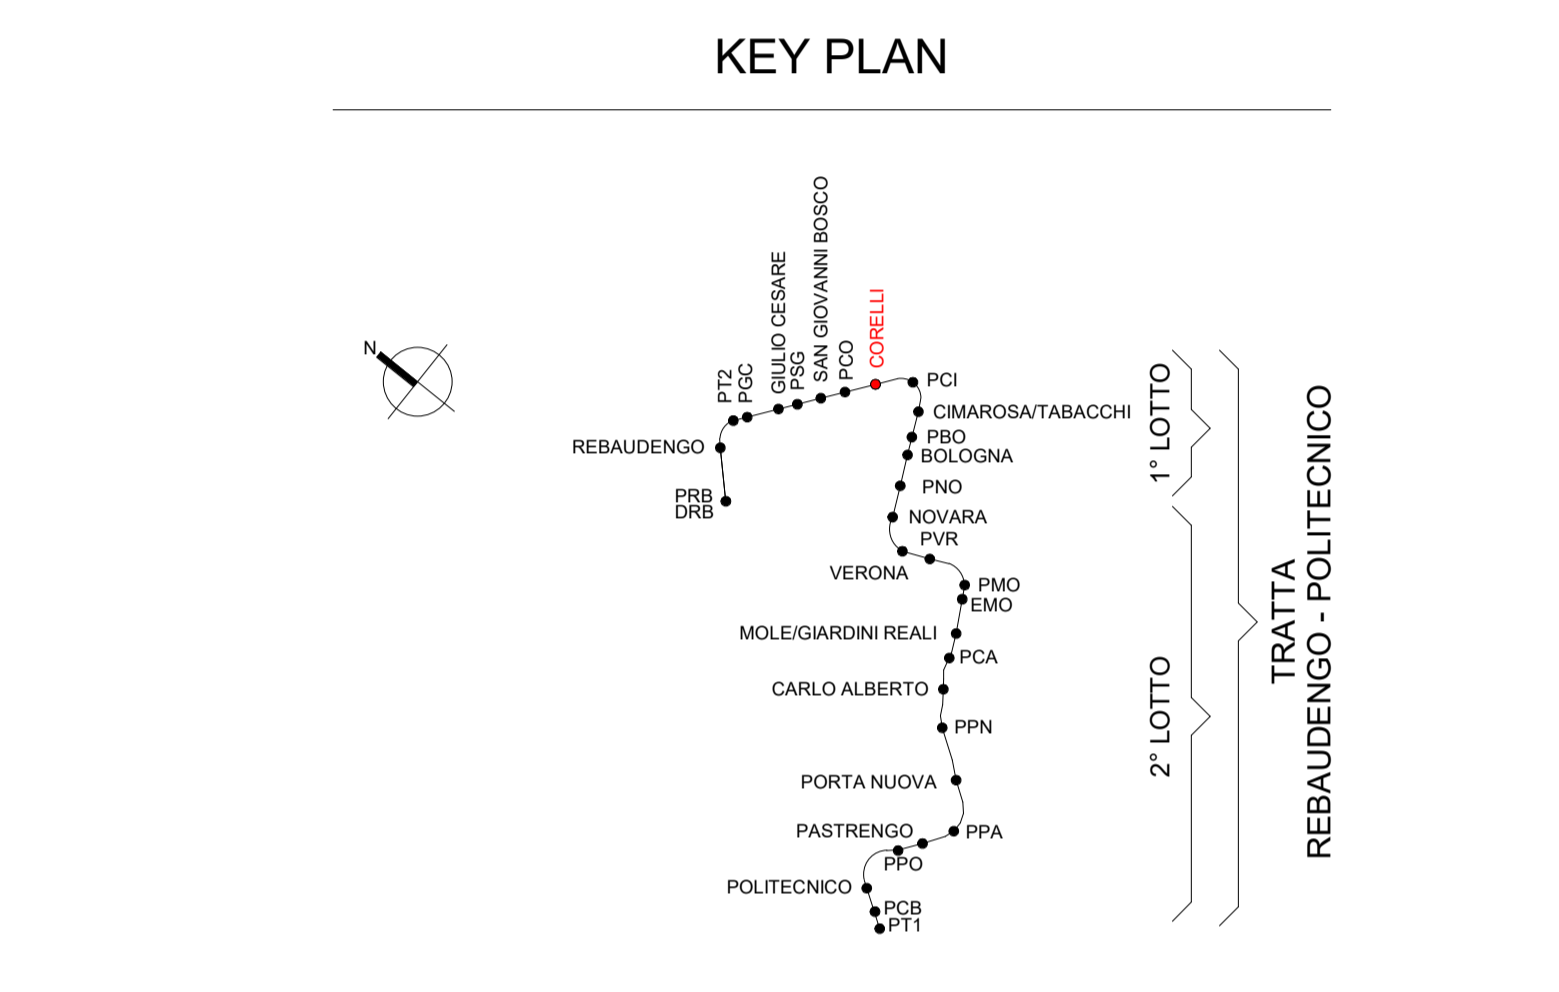 KEY PLAN
N
PT2
PGC
GIULIO CESARE
PSG
SAN GIOVANNI BOSCO
PCO
CORELLI
PCI
CIMAROSA/TABACCHI
PBO
BOLOGNA
REBAUDENGO
PRB
DRB
PNO
NOVARA
PVR
VERONA
PMO
EMO
MOLE/GIARDINI REALI
PCA
CARLO ALBERTO
PPN
PORTA NUOVA
PASTRENGO
PPA
PPO
POLITECNICO
PCB
PT1
1° LOTTO
2° LOTTO
TRATTA
REBAUDENGO - POLITECNICO